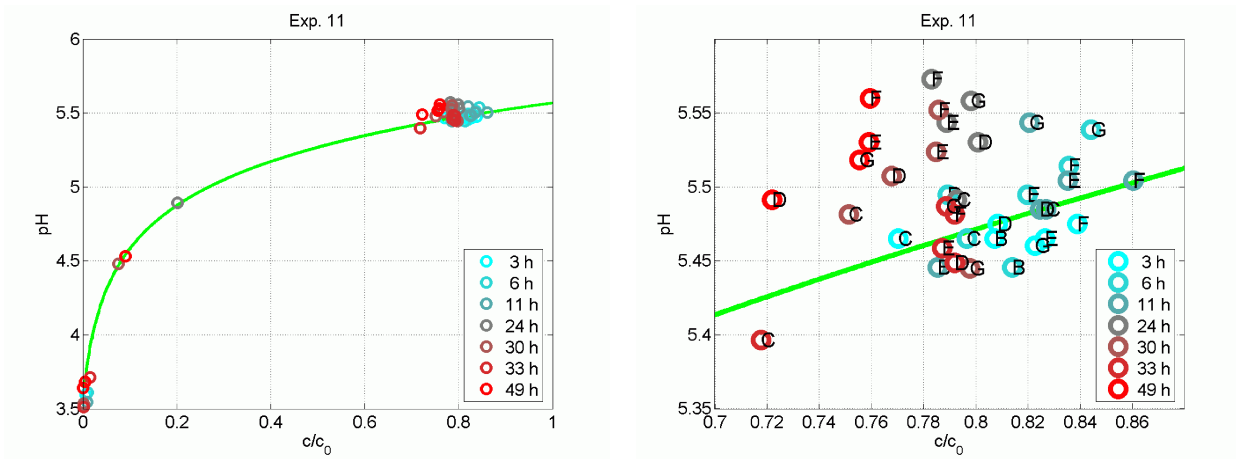 Exp. 11
6
5.5
5
4.5
4
3.5
pH
0
0.2
0.4
0.6
0.8
1
c/c0
3 h
6 h
11 h
24 h
30 h
33 h
49 h
Exp. 11
5.55
5.5
5.45
5.4
5.35
pH
0.7
0.72
0.74
0.76
0.78
0.8
0.82
0.84
0.86
c/c0
F
F
G
E
E
G
D
E
G
E
G
F
D
E
F
D
E
C
C
C
D
F
C
C
B
E
G
F
D
G
B
C
3 h
6 h
11 h
24 h
30 h
33 h
49 h